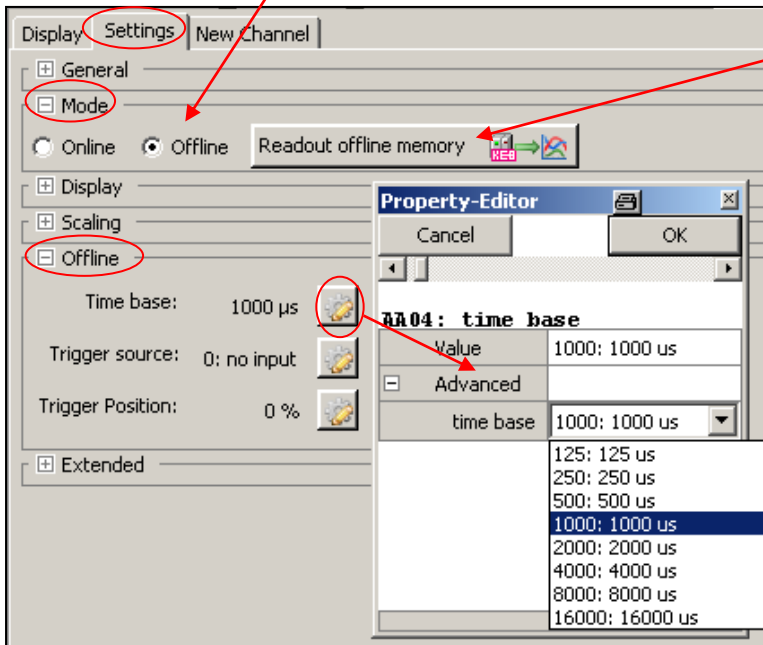 Display Settings New Channel
General
Mode
Online Offline Readout offline memory
Display
Scaling
Offline
Time base: 1000 µs
Trigger source: 0: no input
Trigger Position: 0 %
Extended
Property-Editor
Cancel OK
AA04: time base
Value 1000: 1000 us
Advanced
time base 1000: 1000 us
125: 125 us
250: 250 us
500: 500 us
1000: 1000 us
2000: 2000 us
4000: 4000 us
8000: 8000 us
16000: 16000 us